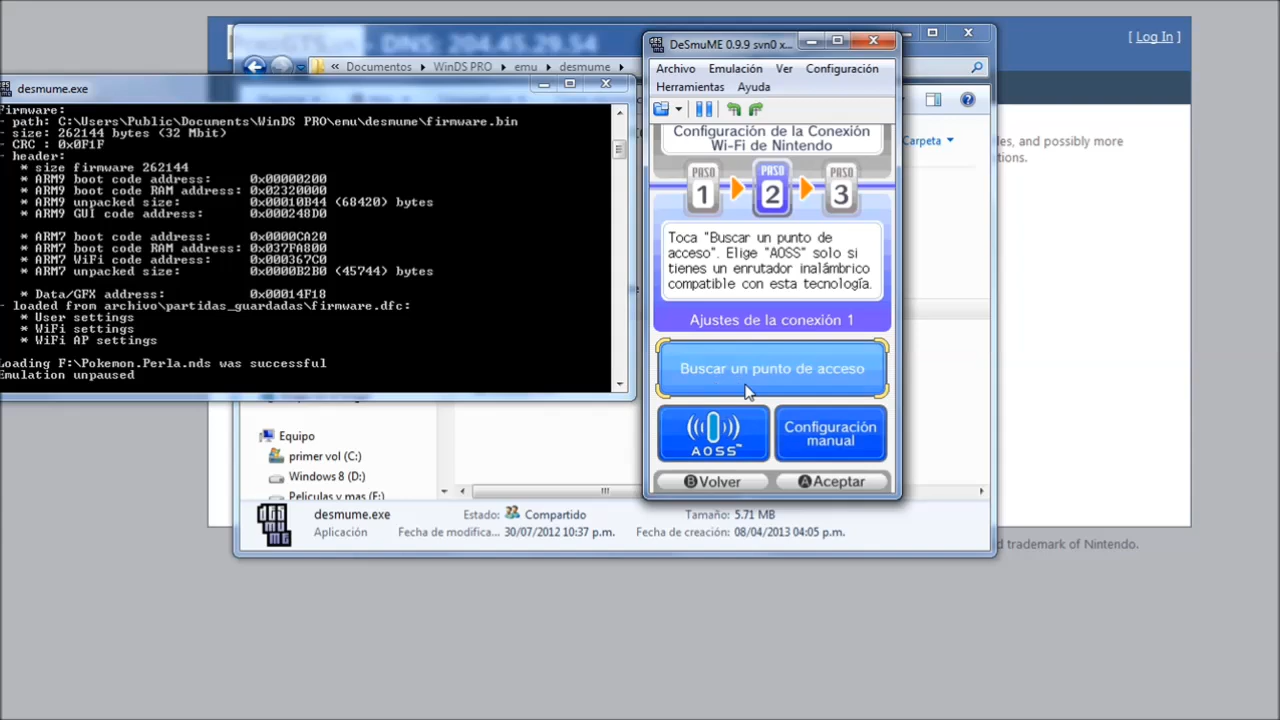 - DNS: 204.45.29.54
[ Log In ]
Documentos
WinDS PRO
emu
desmume
Carpeta
les, and possibly more
tions.
desmume.exe
Firmware:
- path: C:\Users\Public\Documents\WinDS PRO\emu\desmume\firmware.bin
- size: 262144 bytes (32 Mbit)
- CRC : 0x0F1F
- header:
* size firmware 262144
* ARM9 boot code address: 0x00000200
* ARM9 boot code RAM address: 0x02320000
* ARM9 unpacked size: 0x00010B44 (68420) bytes
* ARM9 GUI code address: 0x000248D0
* ARM7 boot code address: 0x0000CA20
* ARM7 boot code RAM address: 0x037FA800
* ARM7 WiFi code address: 0x000367C0
* ARM7 unpacked size: 0x0000B2B0 (45744) bytes
* Data/GFX address: 0x00014F18
- loaded from archivo\partidas_guardadas\firmware.dfc:
* User settings
* WiFi settings
* WiFi AP settings
Loading F:\Pokemon.Perla.nds was successful
Emulation unpaused
DeSmuME 0.9.9 svn0 x...
Archivo Emulación Ver Configuración
Herramientas Ayuda
Configuración de la Conexión
Wi-Fi de Nintendo
PASO 1
PASO 2
PASO 3
Toca "Buscar un punto de
acceso". Elige "AOSS" solo si
tienes un enrutador inalámbrico
compatible con esta tecnología.
Ajustes de la conexión 1
Buscar un punto de acceso
AOSS™
Configuración
manual
B Volver
A Aceptar
Equipo
primer vol (C:)
Windows 8 (D:)
Peliculas y mas (F:)
desmume.exe
Aplicación
Estado: Compartido
Fecha de modifica... 30/07/2012 10:37 p.m.
Tamaño: 5.71 MB
Fecha de creación: 08/04/2013 04:05 p.m.
d trademark of Nintendo.